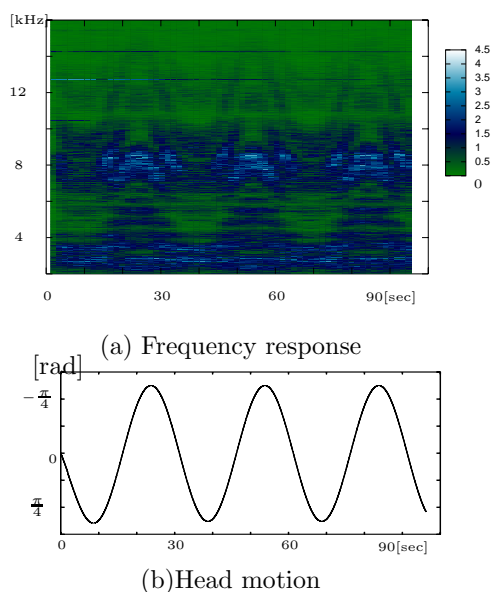 [kHz]
4.5
4
3.5
3
2.5
2
1.5
1
0.5
0
12
8
4
0 30 60 90[sec]
(a) Frequency response
[rad]
−π/4
0
π/4
0 30 60 90[sec]
(b)Head motion